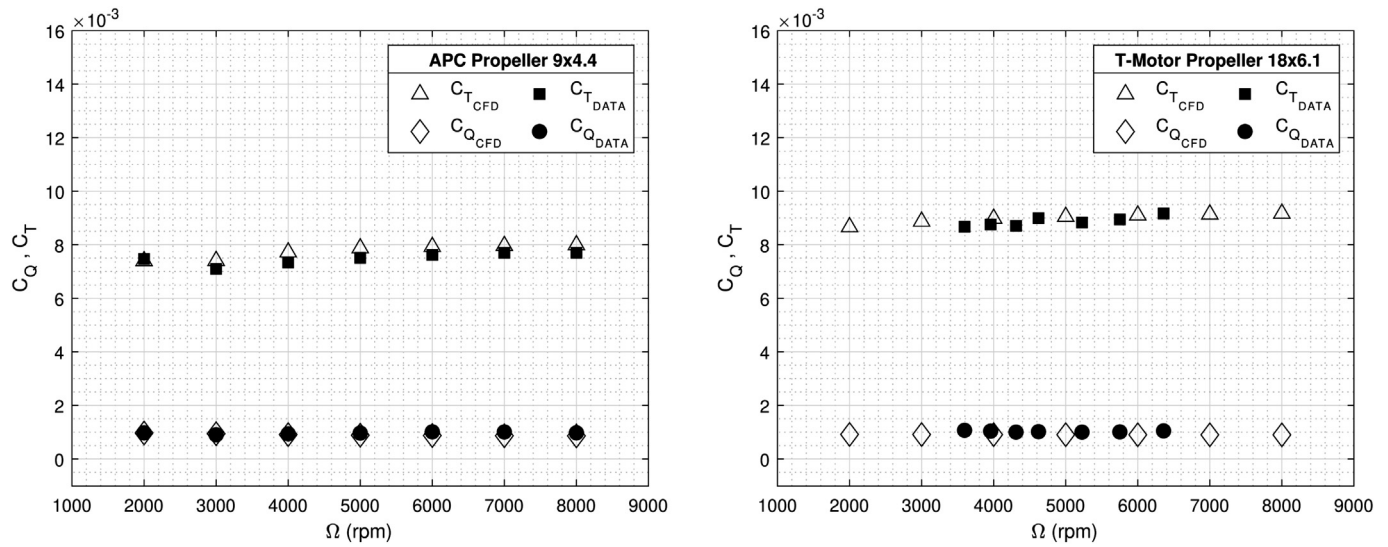 ×10⁻³
16
14
12
10
8
6
4
2
0
C_Q , C_T
APC Propeller 9x4.4
C_T_CFD C_T_DATA
C_Q_CFD C_Q_DATA
1000 2000 3000 4000 5000 6000 7000 8000 9000
Ω (rpm)
×10⁻³
16
14
12
10
8
6
4
2
0
C_Q , C_T
T-Motor Propeller 18x6.1
C_T_CFD C_T_DATA
C_Q_CFD C_Q_DATA
1000 2000 3000 4000 5000 6000 7000 8000 9000
Ω (rpm)